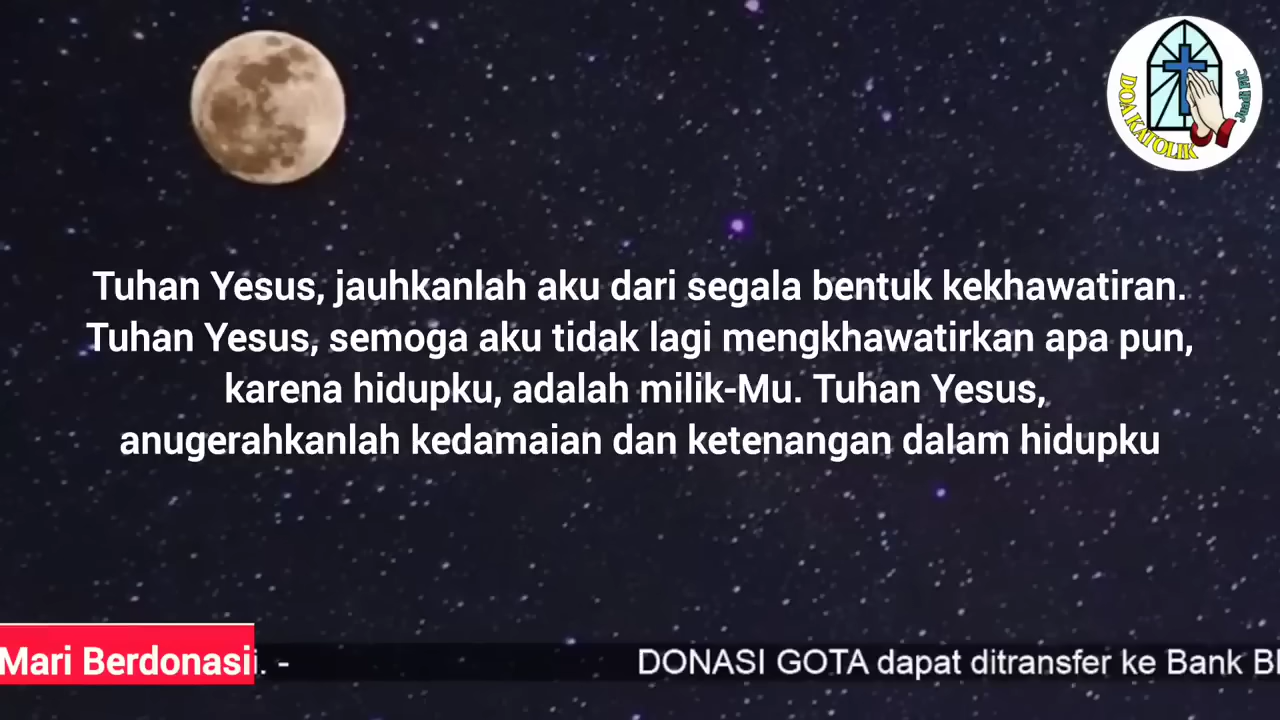 DOA KATOLIK
Juadi FIC
Tuhan Yesus, jauhkanlah aku dari segala bentuk kekhawatiran.
Tuhan Yesus, semoga aku tidak lagi mengkhawatirkan apa pun,
karena hidupku, adalah milik-Mu. Tuhan Yesus,
anugerahkanlah kedamaian dan ketenangan dalam hidupku
Mari Berdonasi
i. - DONASI GOTA dapat ditransfer ke Bank